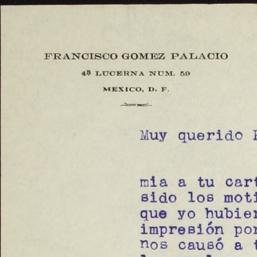 FRANCISCO GOMEZ PALACIO
4ª LUCERNA NUM. 59
MEXICO, D. F.
Muy querido
mia a tu cart
sido los moti
que yo hubier
impresión por
nos causó a t